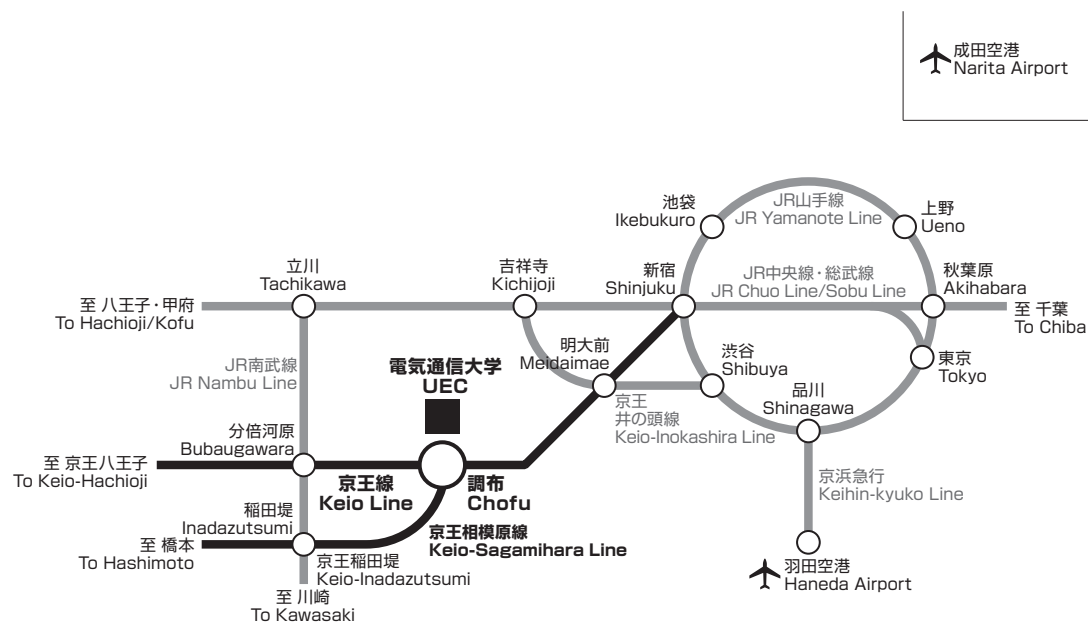 成田空港
Narita Airport
池袋
Ikebukuro
JR山手線
JR Yamanote Line
上野
Ueno
立川
Tachikawa
吉祥寺
Kichijoji
新宿
Shinjuku
JR中央線・総武線
JR Chuo Line/Sobu Line
秋葉原
Akihabara
至 八王子・甲府
To Hachioji/Kofu
至 千葉
To Chiba
JR南武線
JR Nambu Line
電気通信大学
UEC
明大前
Meidaimae
渋谷
Shibuya
東京
Tokyo
品川
Shinagawa
京王
井の頭線
Keio-Inokashira Line
分倍河原
Bubaugawara
至 京王八王子
To Keio-Hachioji
京王線
Keio Line
調布
Chofu
京浜急行
Keihin-kyuko Line
稲田堤
Inadazutsumi
京王相模原線
Keio-Sagamihara Line
至 橋本
To Hashimoto
京王稲田堤
Keio-Inadazutsumi
羽田空港
Haneda Airport
至 川崎
To Kawasaki